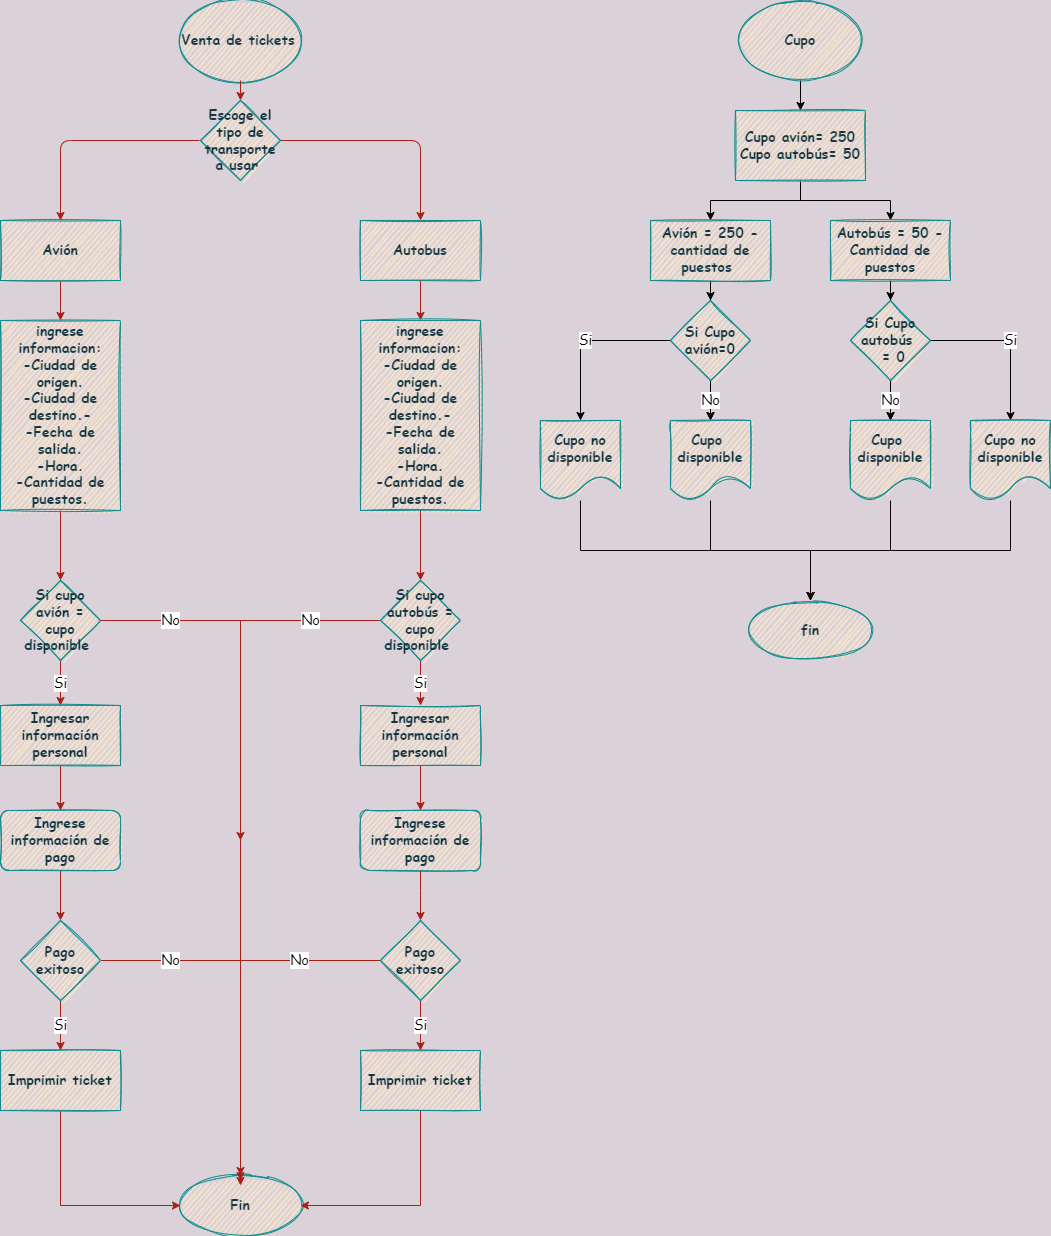 Venta de tickets
Escoge el
tipo de
transporte
a usar
Avión
Autobus
ingrese
informacion:
-Ciudad de
origen.
-Ciudad de
destino.-
-Fecha de
salida.
-Hora.
-Cantidad de
puestos.
ingrese
informacion:
-Ciudad de
origen.
-Ciudad de
destino.-
-Fecha de
salida.
-Hora.
-Cantidad de
puestos.
Si cupo
avión =
cupo
disponible
No
No
Si cupo
autobús =
cupo
disponible
Si
Si
Ingresar
información
personal
Ingresar
información
personal
Ingrese
información de
pago
Ingrese
información de
pago
Pago
exitoso
No
No
Pago
exitoso
Si
Si
Imprimir ticket
Imprimir ticket
Fin
Cupo
Cupo avión= 250
Cupo autobús= 50
Avión = 250 -
cantidad de
puestos
Autobús = 50 -
Cantidad de
puestos
Si
Si Cupo
avión=0
Si Cupo
autobús
= 0
Si
No
No
Cupo no
disponible
Cupo
disponible
Cupo
disponible
Cupo no
disponible
fin